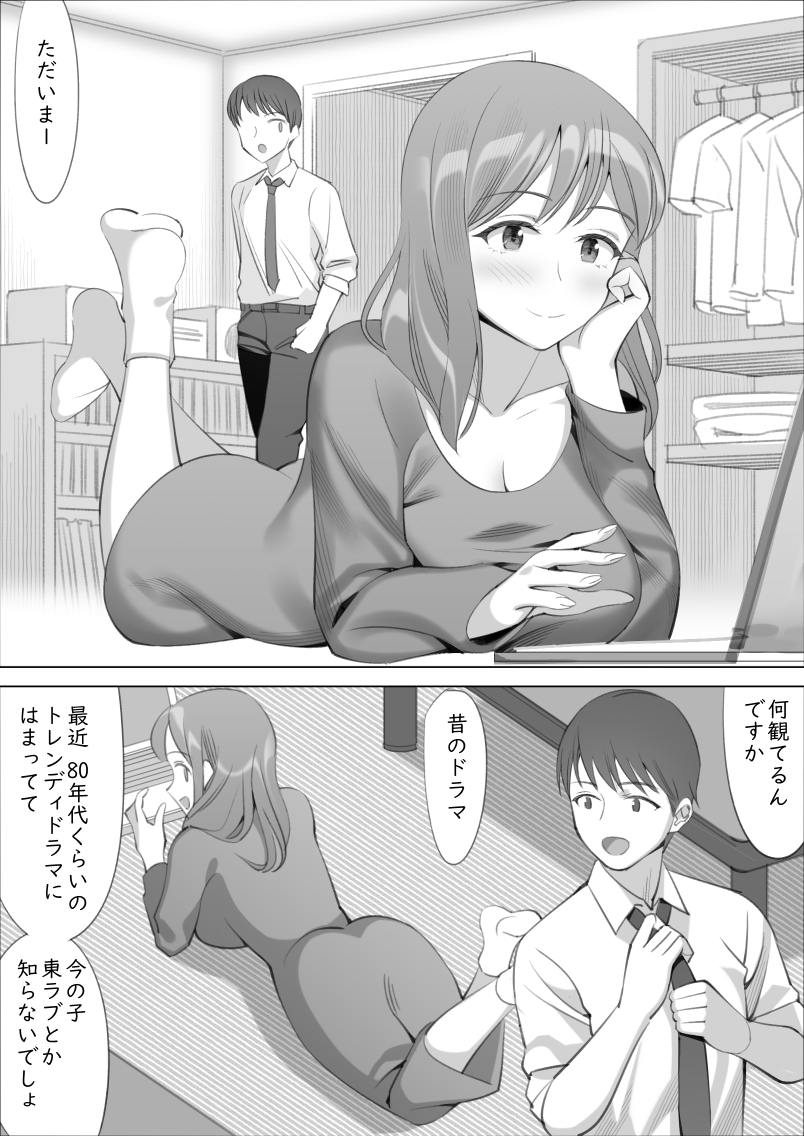 ただいまー
何観てるん
ですか
昔のドラマ
最近 80年代くらいの
トレンディドラマに
はまってて
今の子
東ラブとか
知らないでしょ